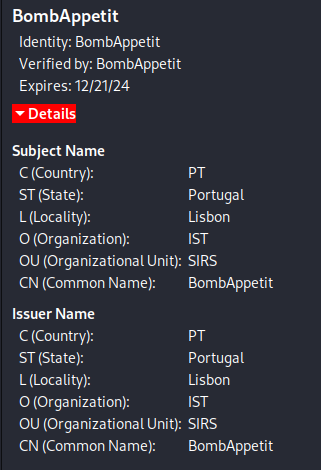 BombAppetit
Identity: BombAppetit
Verified by: BombAppetit
Expires: 12/21/24
Details
Subject Name
C (Country): PT
ST (State): Portugal
L (Locality): Lisbon
O (Organization): IST
OU (Organizational Unit): SIRS
CN (Common Name): BombAppetit
Issuer Name
C (Country): PT
ST (State): Portugal
L (Locality): Lisbon
O (Organization): IST
OU (Organizational Unit): SIRS
CN (Common Name): BombAppetit